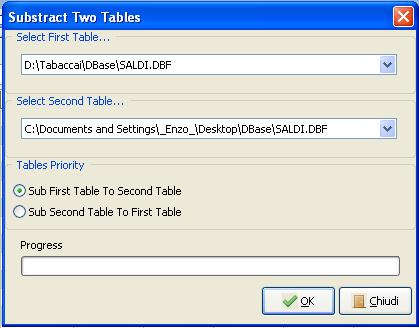 Substract Two Tables
Select First Table...
D:\Tabaccai\DBase\SALDI.DBF
Select Second Table...
C:\Documents and Settings\_Enzo_\Desktop\DBase\SALDI.DBF
Tables Priority
Sub First Table To Second Table
Sub Second Table To First Table
Progress
OK
Chiudi